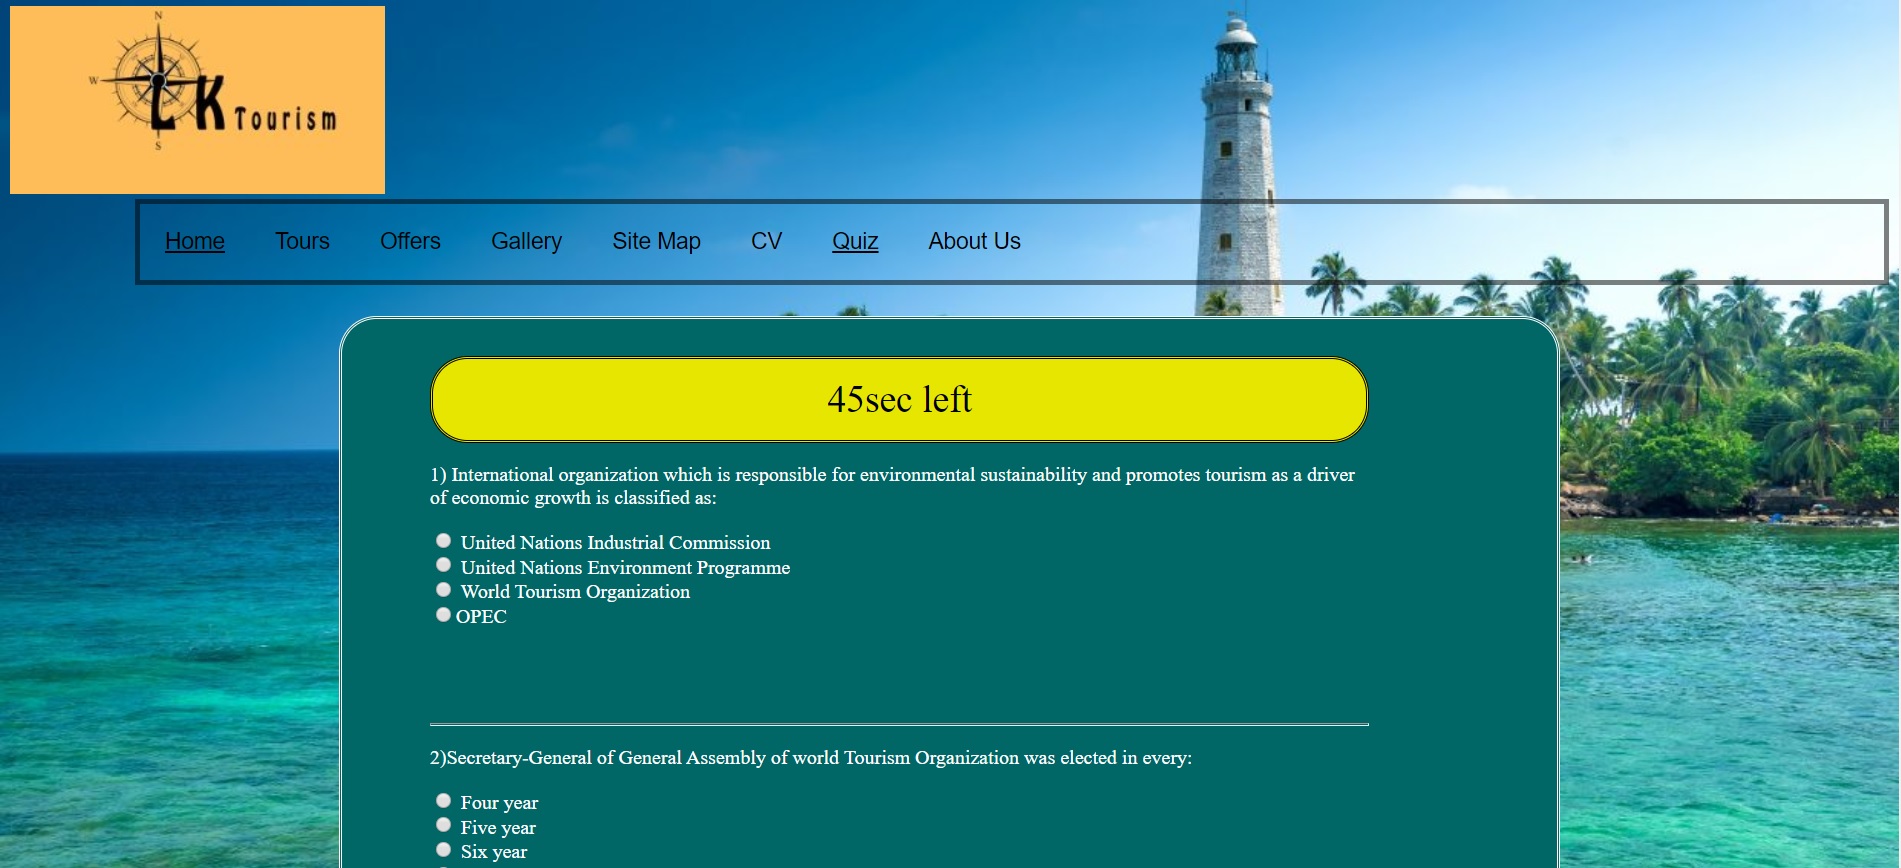 N
W
LK Tourism
S
Home Tours Offers Gallery Site Map CV Quiz About Us
45sec left
1) International organization which is responsible for environmental sustainability and promotes tourism as a driver
of economic growth is classified as:
United Nations Industrial Commission
United Nations Environment Programme
World Tourism Organization
OPEC
2)Secretary-General of General Assembly of world Tourism Organization was elected in every:
Four year
Five year
Six year